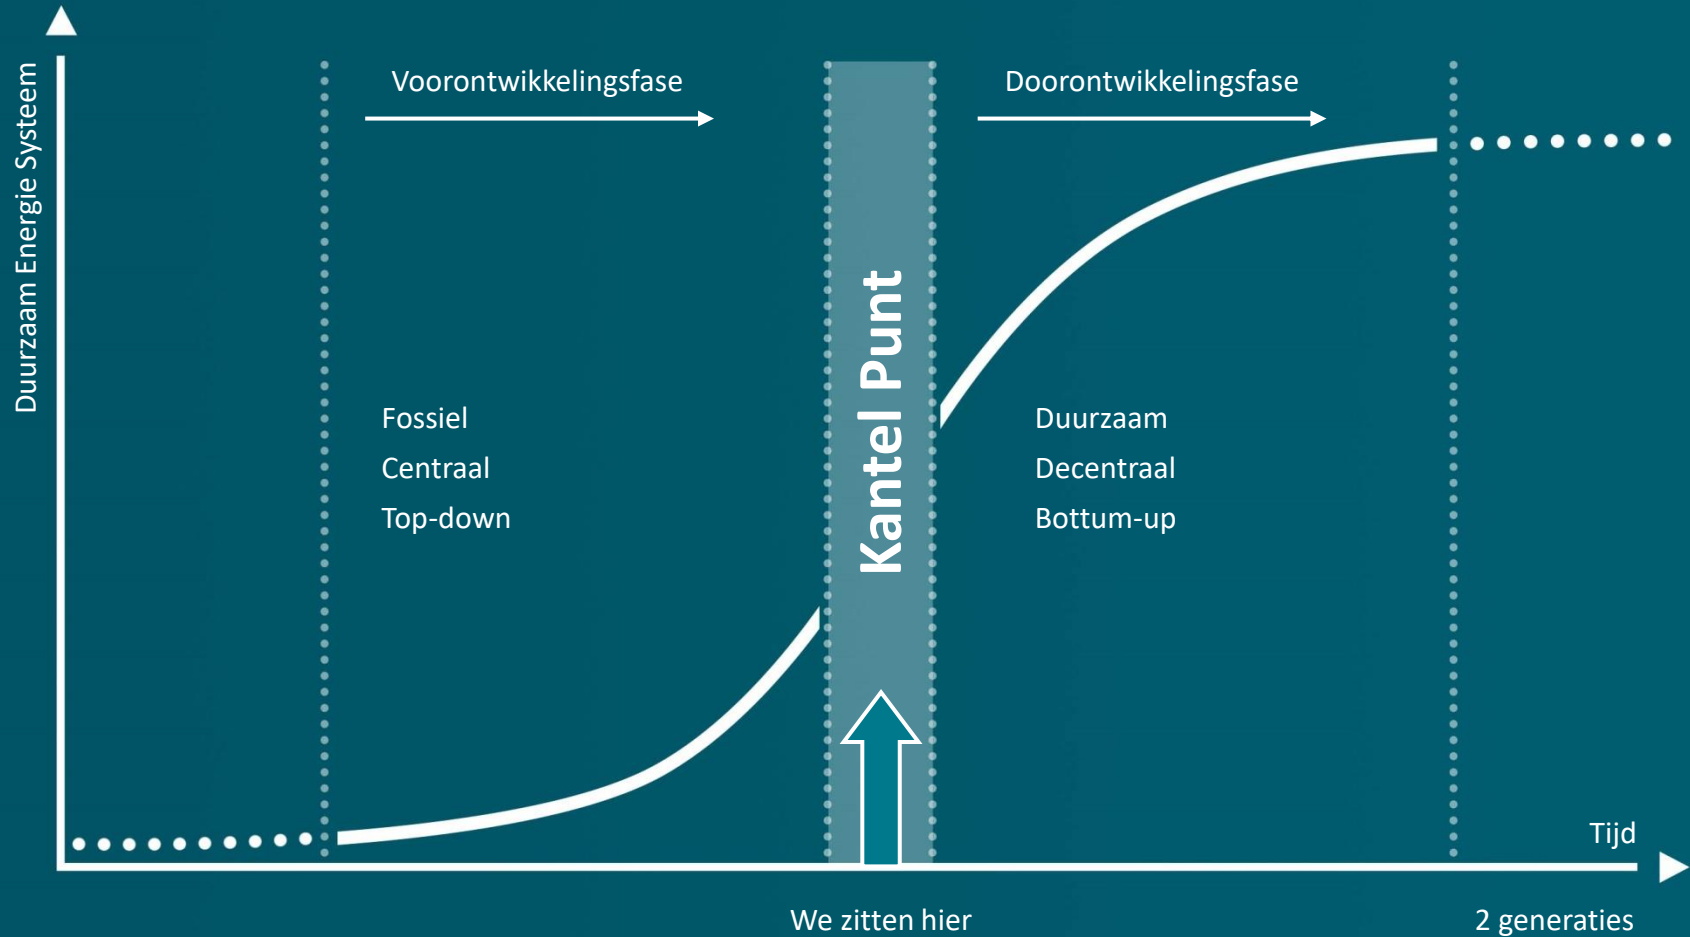 Duurzaam Energie Systeem
Voorontwikkelingsfase
Doorontwikkelingsfase
Fossiel
Centraal
Top-down
Kantel Punt
Duurzaam
Decentraal
Bottum-up
Tijd
We zitten hier
2 generaties